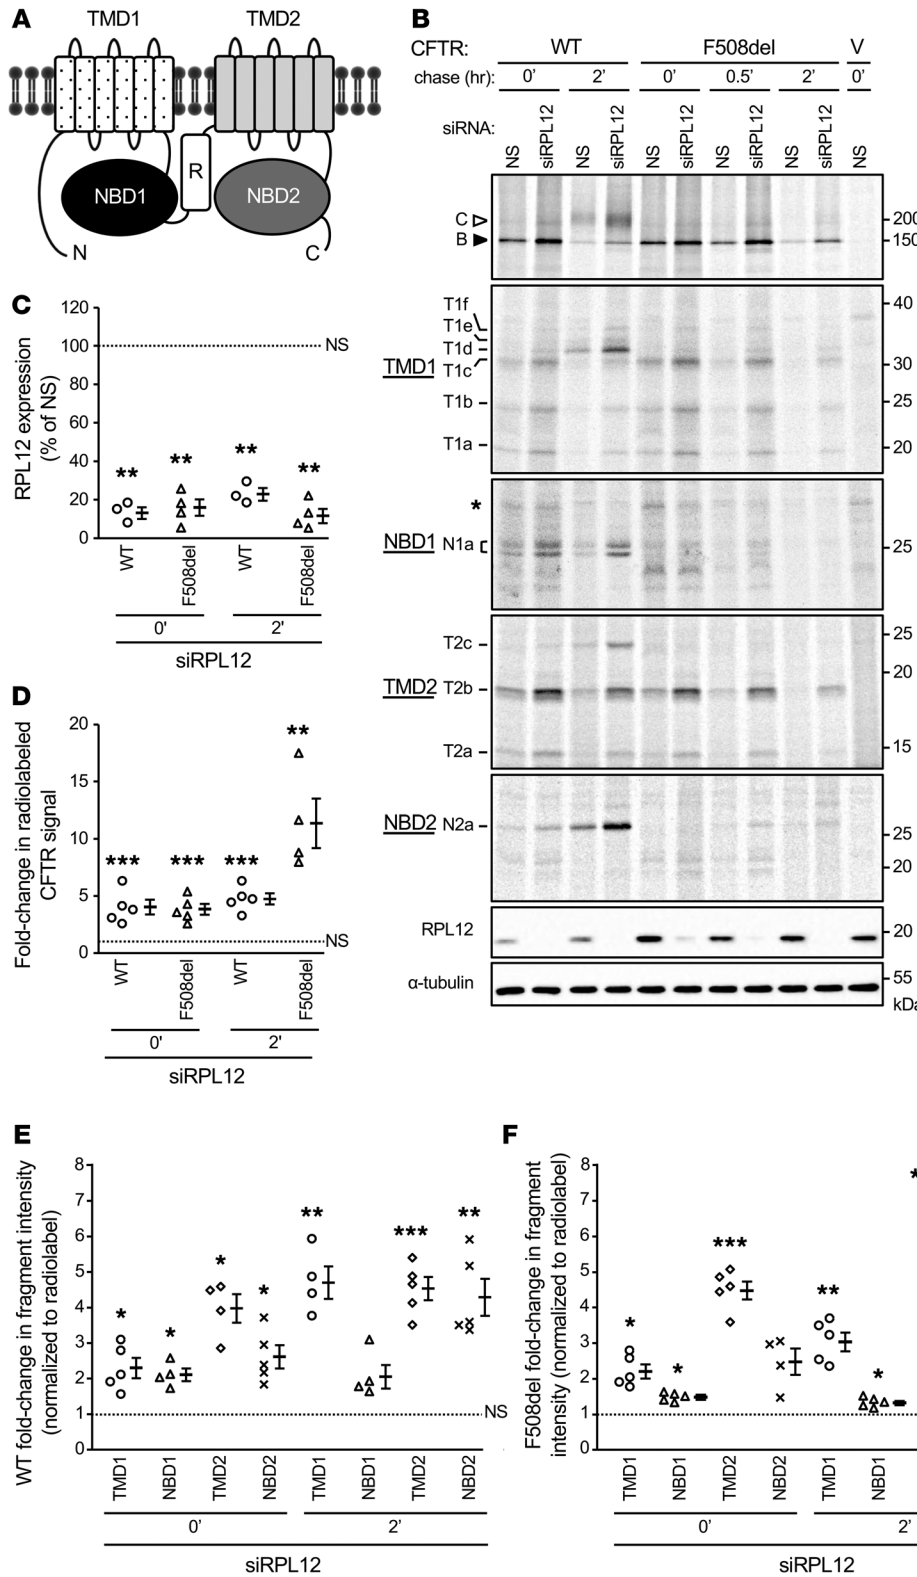 A
TMD1
TMD2
NBD1
R
NBD2
N
C
B
CFTR:
WT
F508del
V
chase (hr):
0'
2'
0'
0.5'
2'
0'
siRNA:
NS
siRPL12
NS
siRPL12
NS
siRPL12
NS
siRPL12
NS
siRPL12
NS
C
B
200
150
TMD1
T1f
T1e
T1d
T1c
T1b
T1a
40
30
25
20
NBD1
*
N1a
25
TMD2
T2c
T2b
T2a
25
20
15
NBD2
N2a
25
20
RPL12
20
α-tubulin
55
kDa
C
RPL12 expression
(% of NS)
120
100
80
60
40
20
0
NS
**
**
**
**
WT
F508del
WT
F508del
0'
2'
siRPL12
D
Fold-change in radiolabeled
CFTR signal
20
15
10
5
0
NS
***
***
***
**
WT
F508del
WT
F508del
0'
2'
siRPL12
E
WT fold-change in fragment intensity
(normalized to radiolabel)
8
7
6
5
4
3
2
1
0
NS
*
*
*
*
**
***
**
TMD1
NBD1
TMD2
NBD2
TMD1
NBD1
TMD2
NBD2
0'
2'
siRPL12
F
F508del fold-change in fragment
intensity (normalized to radiolabel)
8
7
6
5
4
3
2
1
0
*
*
***
**
*
*
TMD1
NBD1
TMD2
NBD2
TMD1
NBD1
0'
2'
siRPL12